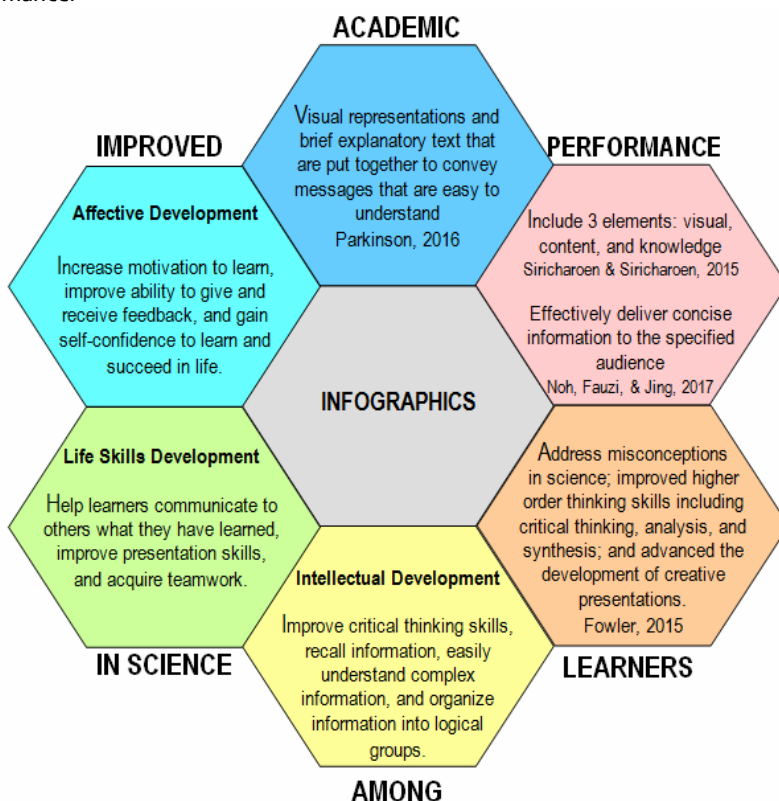 ACADEMIC
Visual representations and
brief explanatory text that
are put together to convey
messages that are easy to
understand
Parkinson, 2016
IMPROVED
PERFORMANCE
Affective Development
Increase motivation to learn,
improve ability to give and
receive feedback, and gain
self-confidence to learn and
succeed in life.
Include 3 elements: visual,
content, and knowledge
Siricharoen & Siricharoen, 2015
Effectively deliver concise
information to the specified
audience
Noh, Fauzi, & Jing, 2017
INFOGRAPHICS
Life Skills Development
Help learners communicate to
others what they have learned,
improve presentation skills,
and acquire teamwork.
Address misconceptions
in science; improved higher
order thinking skills including
critical thinking, analysis, and
synthesis; and advanced the
development of creative
presentations.
Fowler, 2015
Intellectual Development
Improve critical thinking skills,
recall information, easily
understand complex
information, and organize
information into logical
groups.
IN SCIENCE
LEARNERS
AMONG